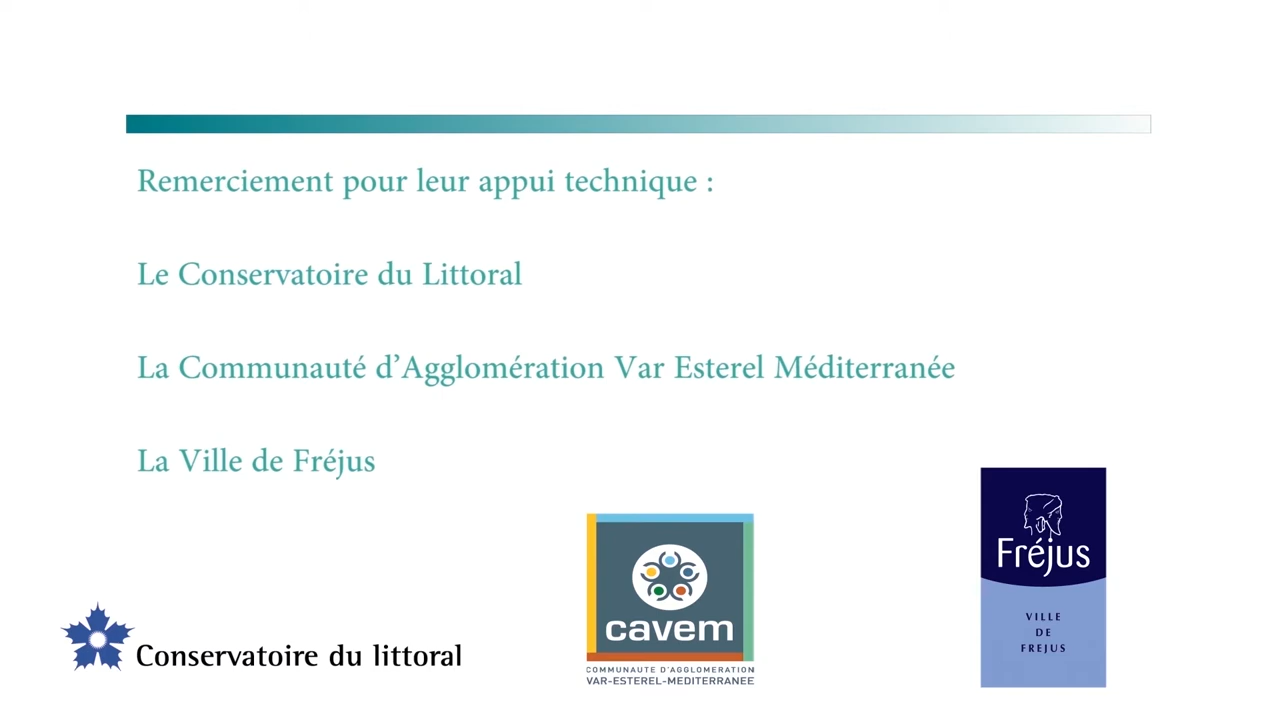 Remerciement pour leur appui technique :
Le Conservatoire du Littoral
La Communauté d’Agglomération Var Esterel Méditerranée
La Ville de Fréjus
Conservatoire du littoral
cavem
COMMUNAUTE D'AGGLOMERATION
VAR-ESTEREL-MEDITERRANEE
Fréjus
VILLE
DE
FREJUS